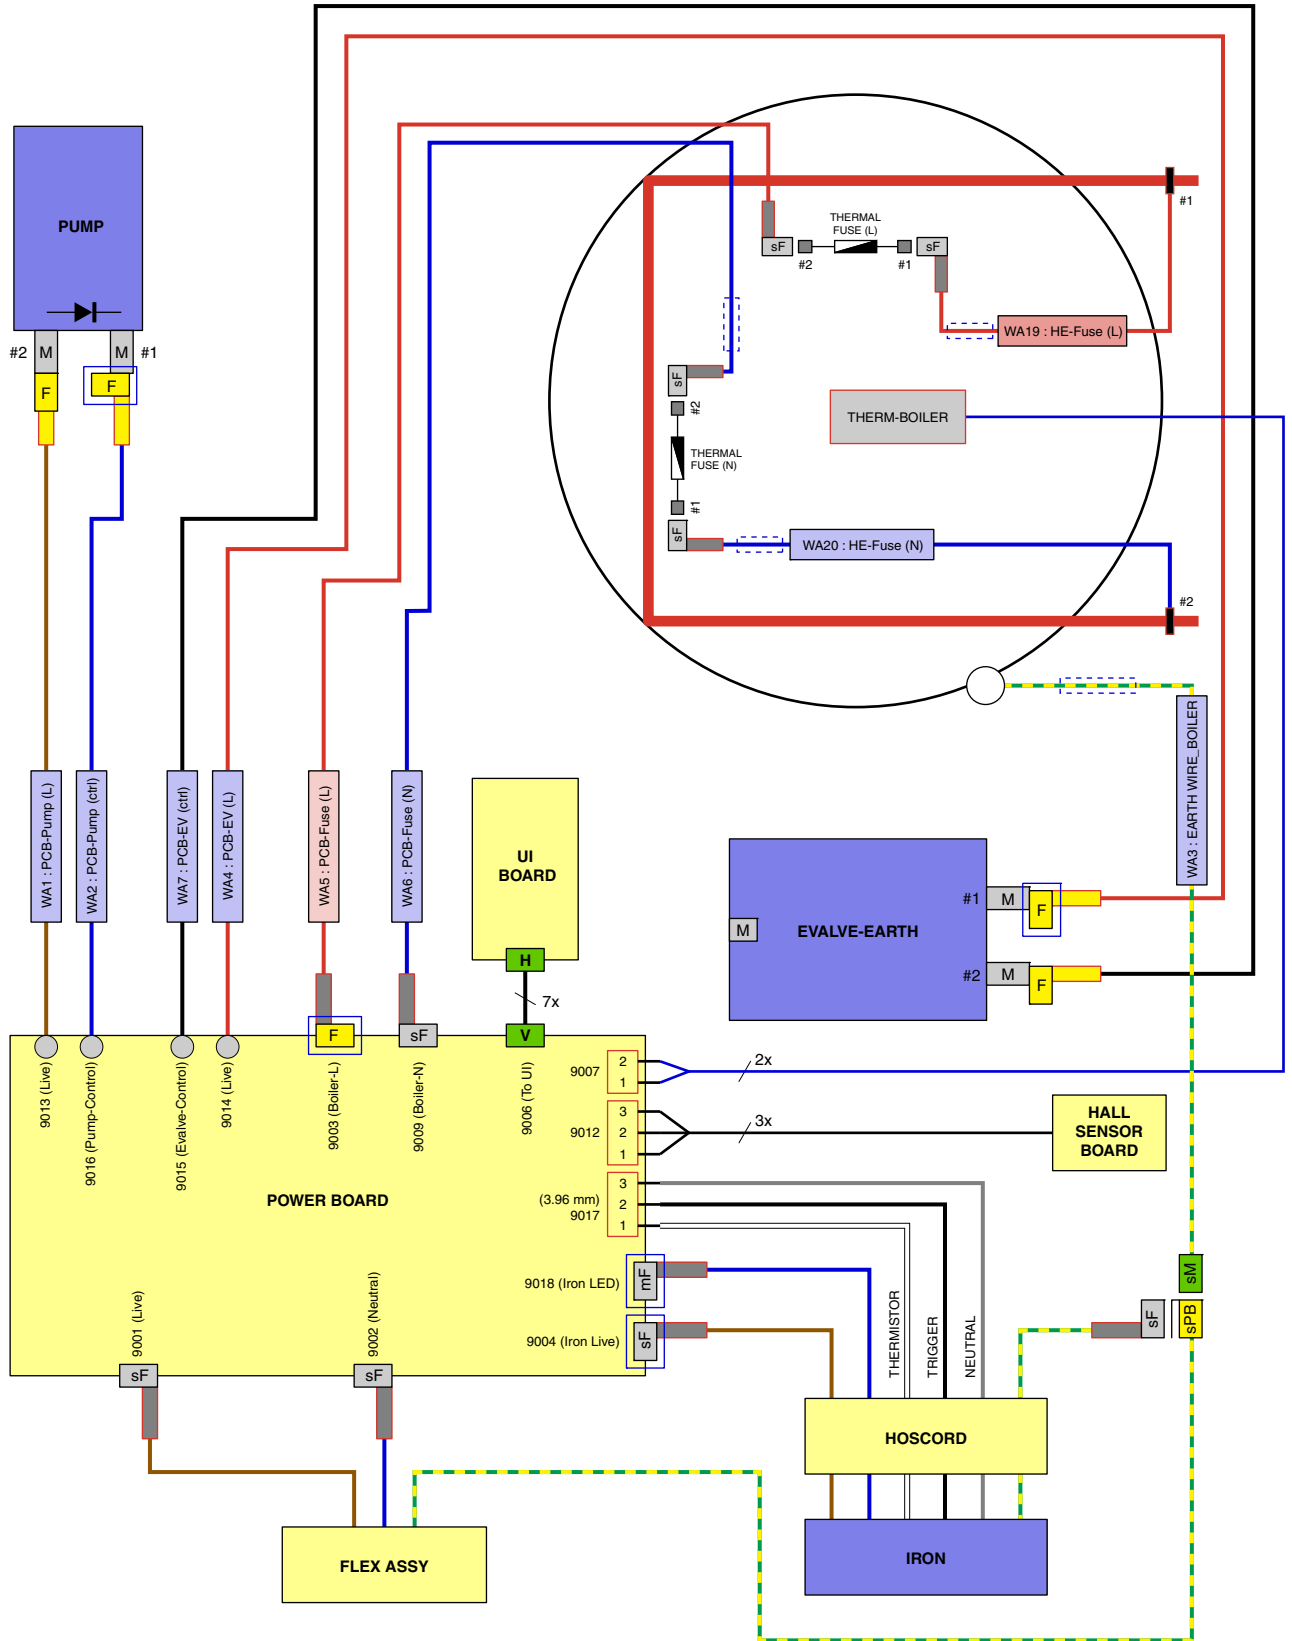 #1
THERMAL
FUSE (L)
sF
sF
#2
#1
PUMP
WA19 : HE-Fuse (L)
#2
M
M
#1
F
F
sF
#2
THERM-BOILER
THERMAL
FUSE (N)
#1
sF
WA20 : HE-Fuse (N)
#2
WA1 : PCB-Pump (L)
WA2 : PCB-Pump (ctrl)
WA7 : PCB-EV (ctrl)
WA4 : PCB-EV (L)
WA5 : PCB-Fuse (L)
WA6 : PCB-Fuse (N)
WA3 : EARTH WIRE_BOILER
UI
BOARD
H
7x
V
#1
M
F
M
EVALVE-EARTH
#2
M
F
F
sF
9013 (Live)
9016 (Pump-Control)
9015 (Evalve-Control)
9014 (Live)
9003 (Boiler-L)
9009 (Boiler-N)
9006 (To UI)
9007
2
1
2x
9012
3
2
1
3x
HALL
SENSOR
BOARD
POWER BOARD
(3.96 mm)
9017
3
2
1
9018 (Iron LED)
mF
9004 (Iron Live)
sF
THERMISTOR
TRIGGER
NEUTRAL
sM
sF
sPB
9001 (Live)
9002 (Neutral)
sF
sF
HOSCORD
FLEX ASSY
IRON